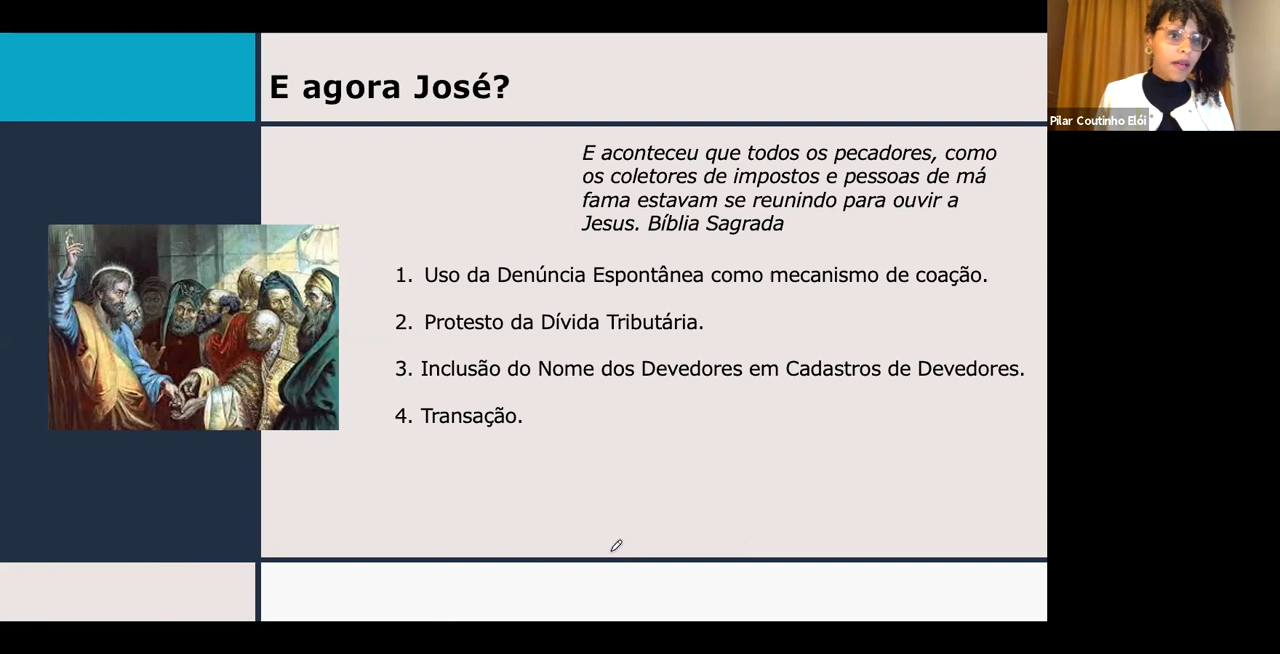 E agora José?
Pilar Coutinho Elói
E aconteceu que todos os pecadores, como
os coletores de impostos e pessoas de má
fama estavam se reunindo para ouvir a
Jesus. Bíblia Sagrada
1. Uso da Denúncia Espontânea como mecanismo de coação.
2. Protesto da Dívida Tributária.
3. Inclusão do Nome dos Devedores em Cadastros de Devedores.
4. Transação.